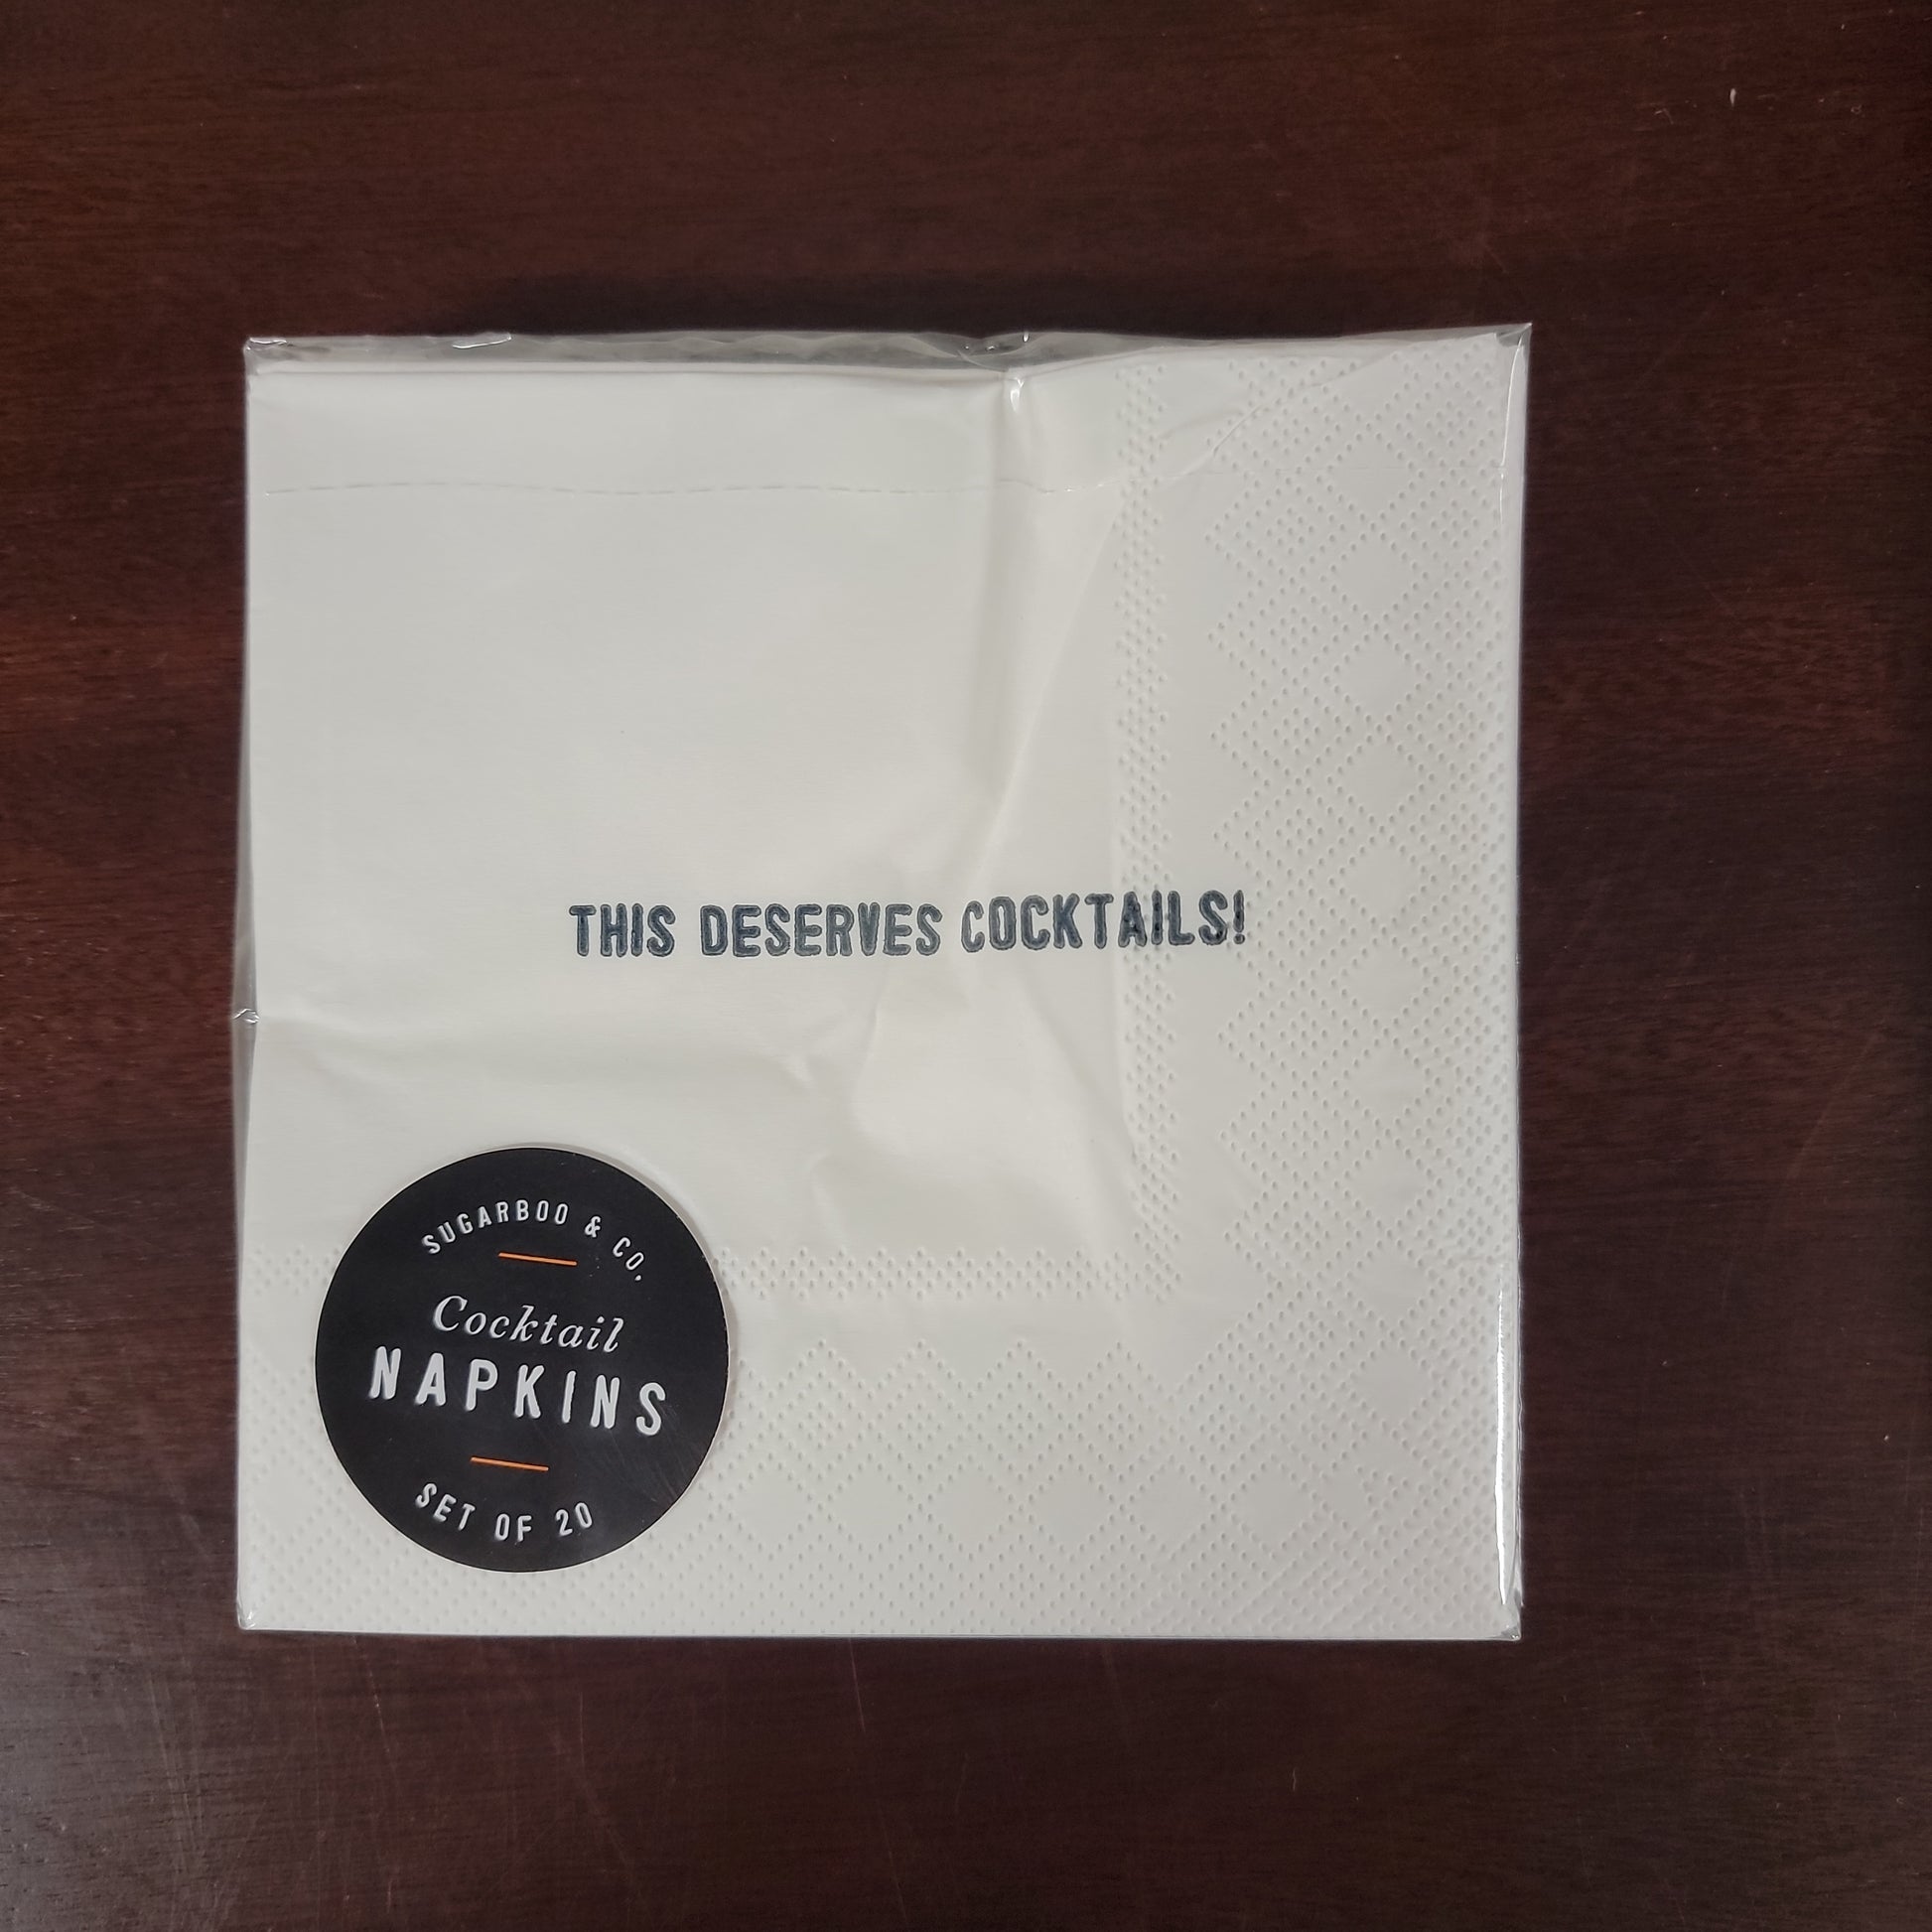 THIS DESERVES COCKTAILS!
SUGARBOO & CO.
Cocktail
NAPKINS
SET OF 20